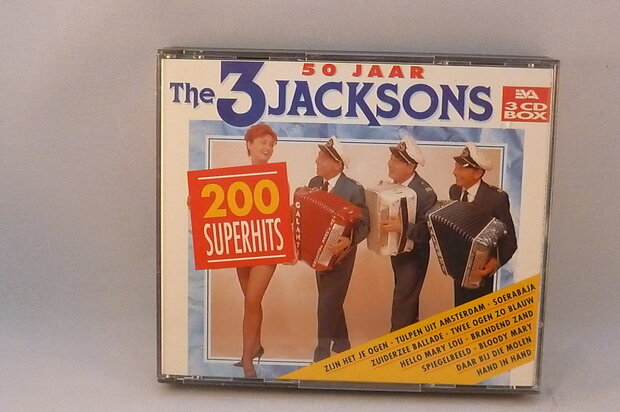 50 JAAR
The 3 JACKSONS
EVA
3 CD
BOX
200
SUPERHITS
GALANTI
ZIJN HET JE OGEN - TULPEN UIT AMSTERDAM - SOERABAJA
ZUIDERZEE BALLADE - TWEE OGEN ZO BLAUW
HELLO MARY LOU - BRANDEND ZAND
SPIEGELBEELD - BLOODY MARY
DAAR BIJ DIE MOLEN
HAND IN HAND